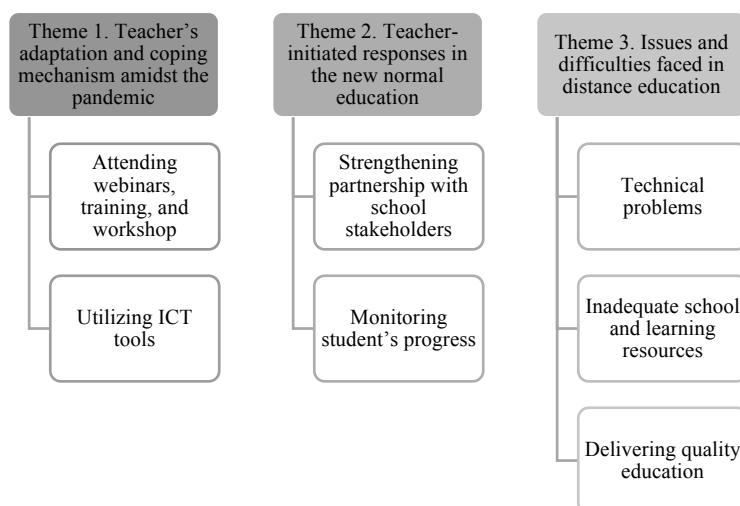 Theme 1. Teacher’s
adaptation and coping
mechanism amidst the
pandemic
Attending
webinars,
training, and
workshop
Utilizing ICT
tools
Theme 2. Teacher-
initiated responses in
the new normal
education
Strengthening
partnership with
school
stakeholders
Monitoring
student’s progress
Theme 3. Issues and
difficulties faced in
distance education
Technical
problems
Inadequate school
and learning
resources
Delivering quality
education